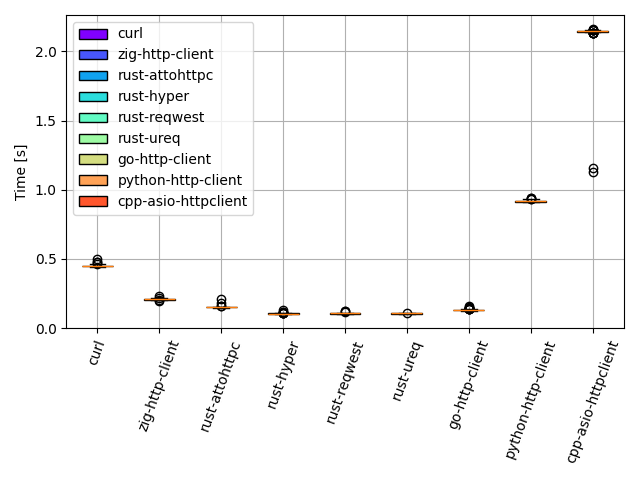 curl
zig-http-client
rust-attohttpc
rust-hyper
rust-reqwest
rust-ureq
go-http-client
python-http-client
cpp-asio-httpclient
Time [s]
2.0
1.5
1.0
0.5
0.0
curl
zig-http-client
rust-attohttpc
rust-hyper
rust-reqwest
rust-ureq
go-http-client
python-http-client
cpp-asio-httpclient